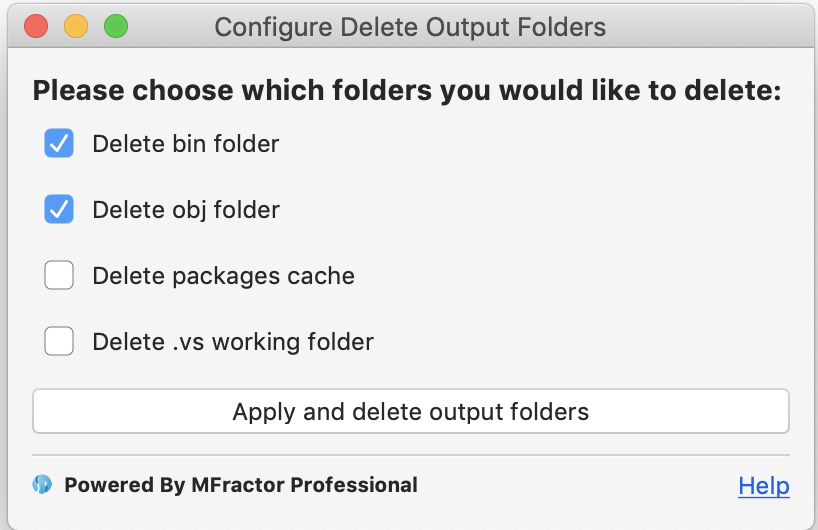 Configure Delete Output Folders
Please choose which folders you would like to delete:
Delete bin folder
Delete obj folder
Delete packages cache
Delete .vs working folder
Apply and delete output folders
Powered By MFractor Professional
Help